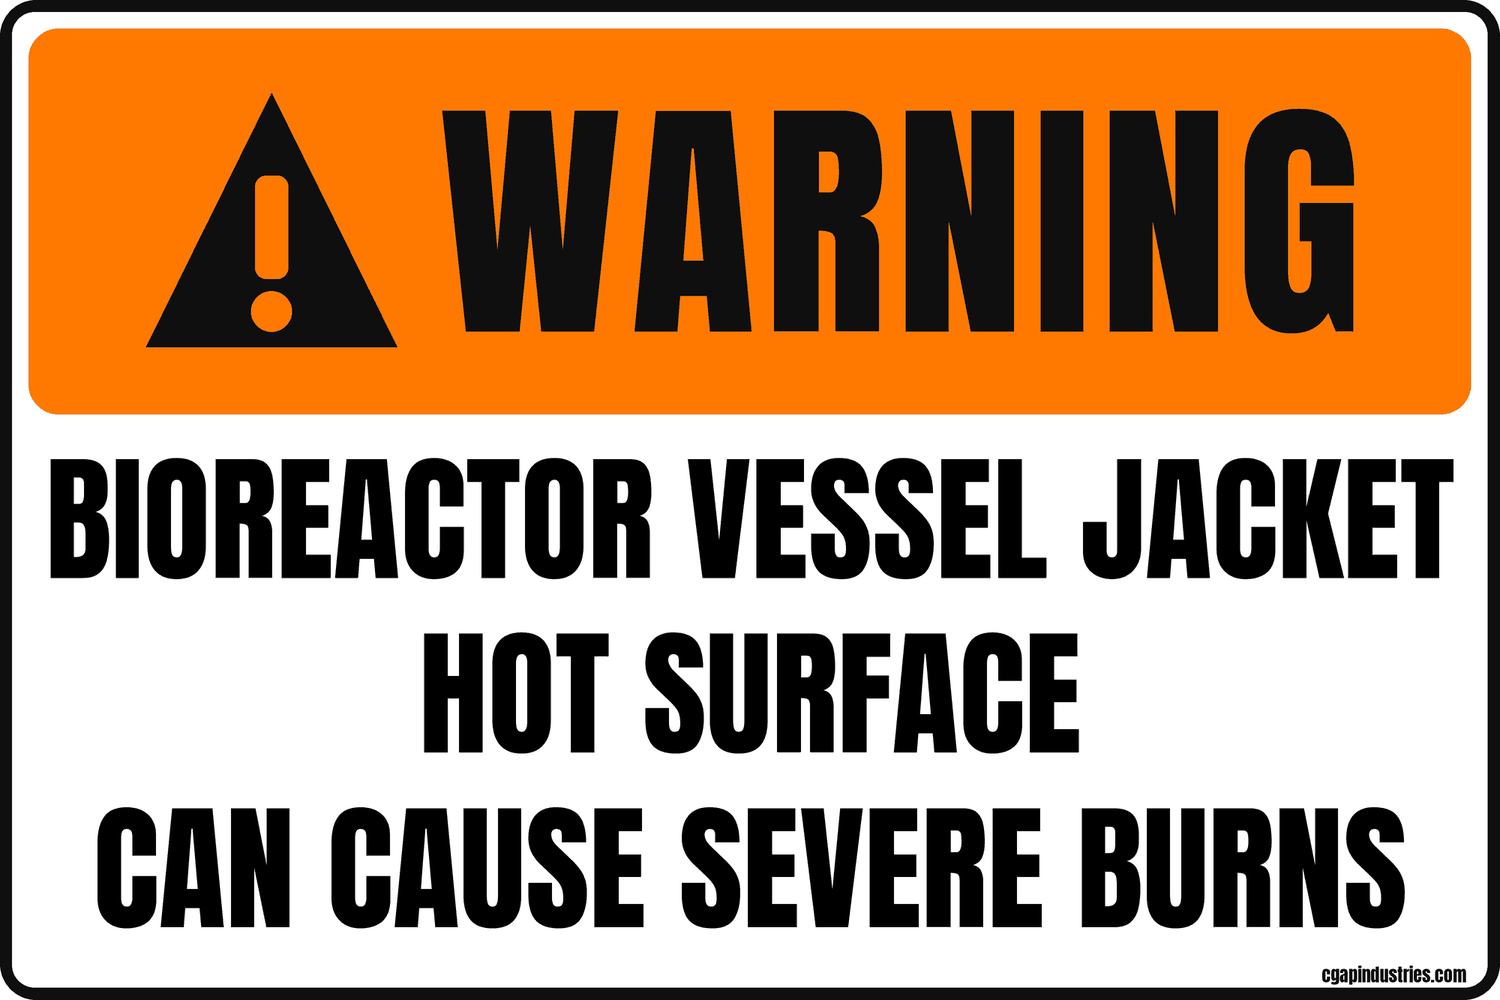 WARNING
BIOREACTOR VESSEL JACKET
HOT SURFACE
CAN CAUSE SEVERE BURNS
cgapindustries.com